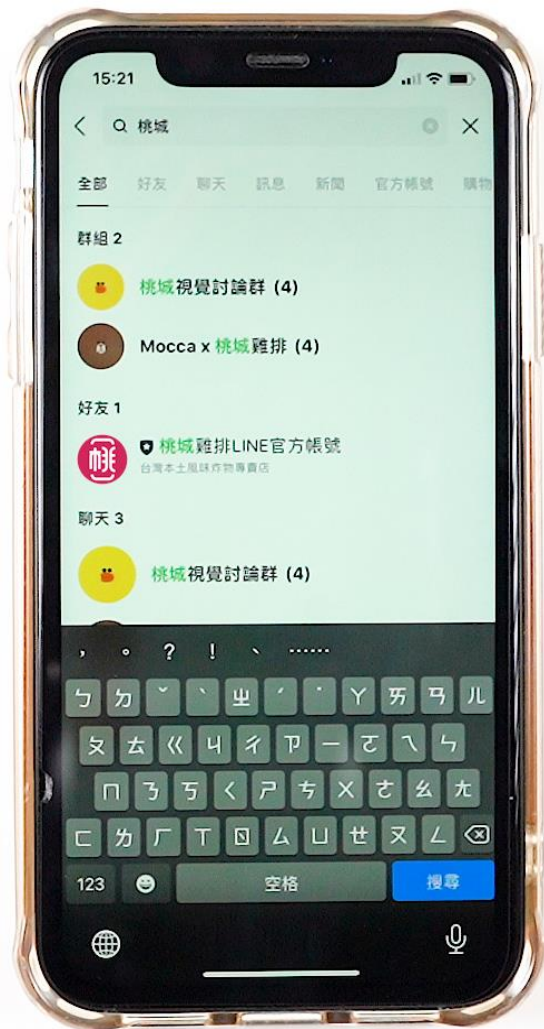 15:21
桃城
全部 好友 聊天 訊息 新聞 官方帳號 購物
群組 2
桃城視覺討論群 (4)
Mocca x 桃城雞排 (4)
好友 1
桃
桃城雞排LINE官方帳號
台灣本土風味炸物專賣店
聊天 3
桃城視覺討論群 (4)
， 。 ？ ！ 、 ⋯⋯
ㄅ ㄉ ˇ ˋ ㄓ ˊ ˙ ㄚ ㄞ ㄢ ㄦ
ㄆ ㄊ ㄍ ㄐ ㄔ ㄗ ㄧ ㄛ ㄟ ㄣ
ㄇ ㄋ ㄎ ㄑ ㄕ ㄘ ㄨ ㄜ ㄠ ㄤ
ㄈ ㄌ ㄏ ㄒ ㄖ ㄙ ㄩ ㄝ ㄡ ㄥ
123 空格 搜尋